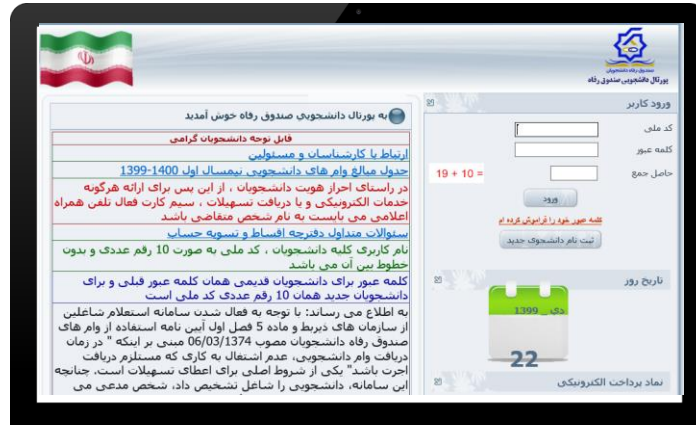 صندوق رفاه دانشجویان
پورتال دانشجویی صندوق رفاه
ورود کاربر
کد ملی
کلمه عبور
حاصل جمع
19 + 10 =
ورود
کلمه عبور خود را فراموش کرده ام
ثبت نام دانشجوی جدید
تاریخ روز
دی _ 1399
22
نماد پرداخت الکترونیکی
به پورتال دانشجویی صندوق رفاه خوش آمدید
قابل توجه دانشجویان گرامی
ارتباط با کارشناسان و مسئولین
جدول مبالغ وام های دانشجویی نیمسال اول 1400-1399
در راستای احراز هویت دانشجویان ، از این پس برای ارائه هرگونه
خدمات الکترونیکی و یا دریافت تسهیلات ، سیم کارت فعال تلفن همراه
اعلامی می بایست به نام شخص متقاضی باشد
سئوالات متداول دفترچه اقساط و تسویه حساب
نام کاربری کلیه دانشجویان ، کد ملی به صورت 10 رقم عددی و بدون
خطوط بین آن می باشد
کلمه عبور برای دانشجویان قدیمی همان کلمه عبور قبلی و برای
دانشجویان جدید همان 10 رقم عددی کد ملی است
به اطلاع می رساند: با توجه به فعال شدن سامانه استعلام شاغلین
از سازمان های ذیربط و ماده 5 فصل اول آیین نامه استفاده از وام های
صندوق رفاه دانشجویان مصوب 06/03/1374 مبنی بر اینکه " در زمان
دریافت وام دانشجویی، عدم اشتغال به کاری که مستلزم دریافت
اجرت باشد" یکی از شروط اصلی برای اعطای تسهیلات است، چنانچه
این سامانه، دانشجویی را شاغل تشخیص داد، شخص مدعی می